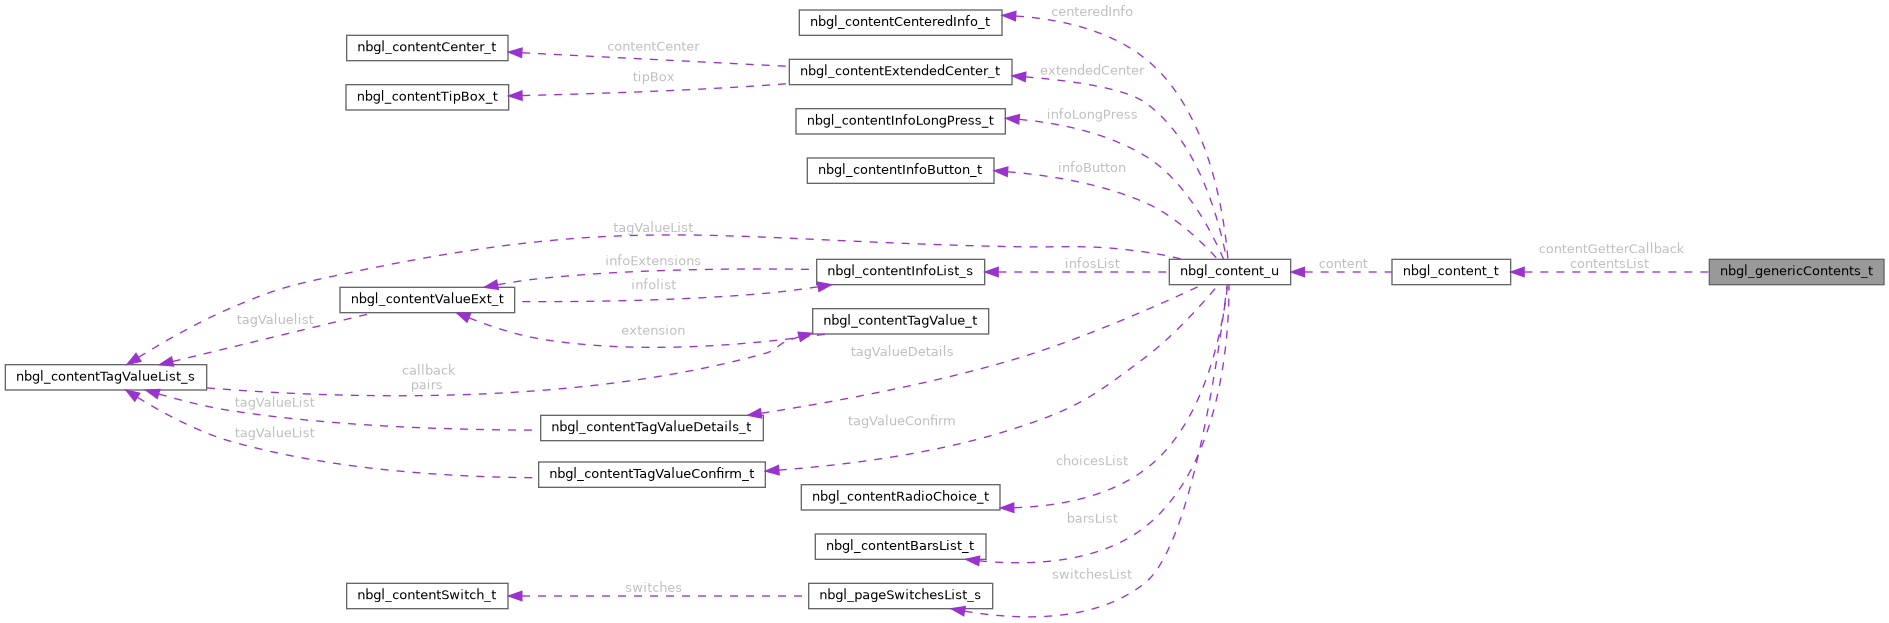 centeredInfo
nbgl_contentCenteredInfo_t
nbgl_contentCenter_t
contentCenter
extendedCenter
nbgl_contentExtendedCenter_t
tipBox
nbgl_contentTipBox_t
infoLongPress
nbgl_contentInfoLongPress_t
infoButton
nbgl_contentInfoButton_t
tagValueList
contentGetterCallback
contentsList
infoExtensions
nbgl_contentInfoList_s
infosList
nbgl_content_u
content
nbgl_content_t
nbgl_genericContents_t
infolist
nbgl_contentValueExt_t
tagValuelist
nbgl_contentTagValue_t
extension
tagValueDetails
nbgl_contentTagValueList_s
callback
pairs
tagValueList
nbgl_contentTagValueDetails_t
tagValueConfirm
tagValueList
nbgl_contentTagValueConfirm_t
choicesList
nbgl_contentRadioChoice_t
barsList
nbgl_contentBarsList_t
switchesList
nbgl_contentSwitch_t
switches
nbgl_pageSwitchesList_s